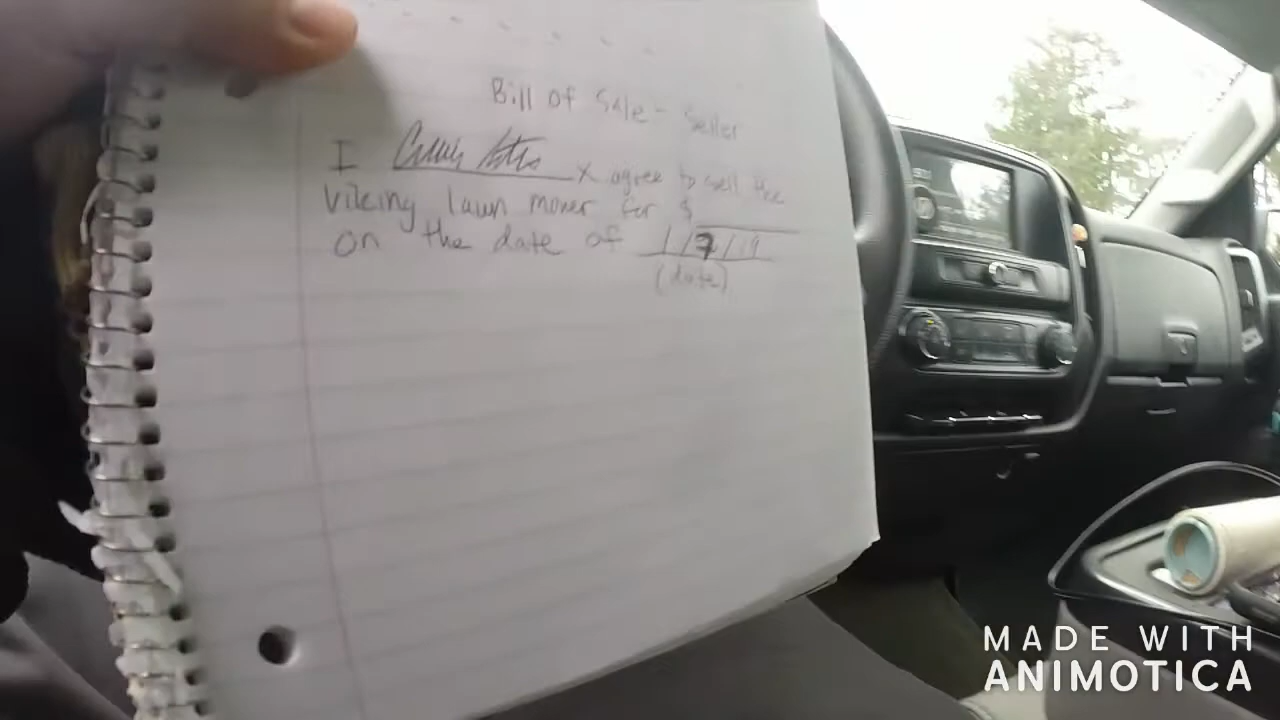 Bill of Sale - Seller
I x agree to sell the
Viking lawn mower for $
on the date of 1/7/19
(date)
MADE WITH
ANIMOTICA